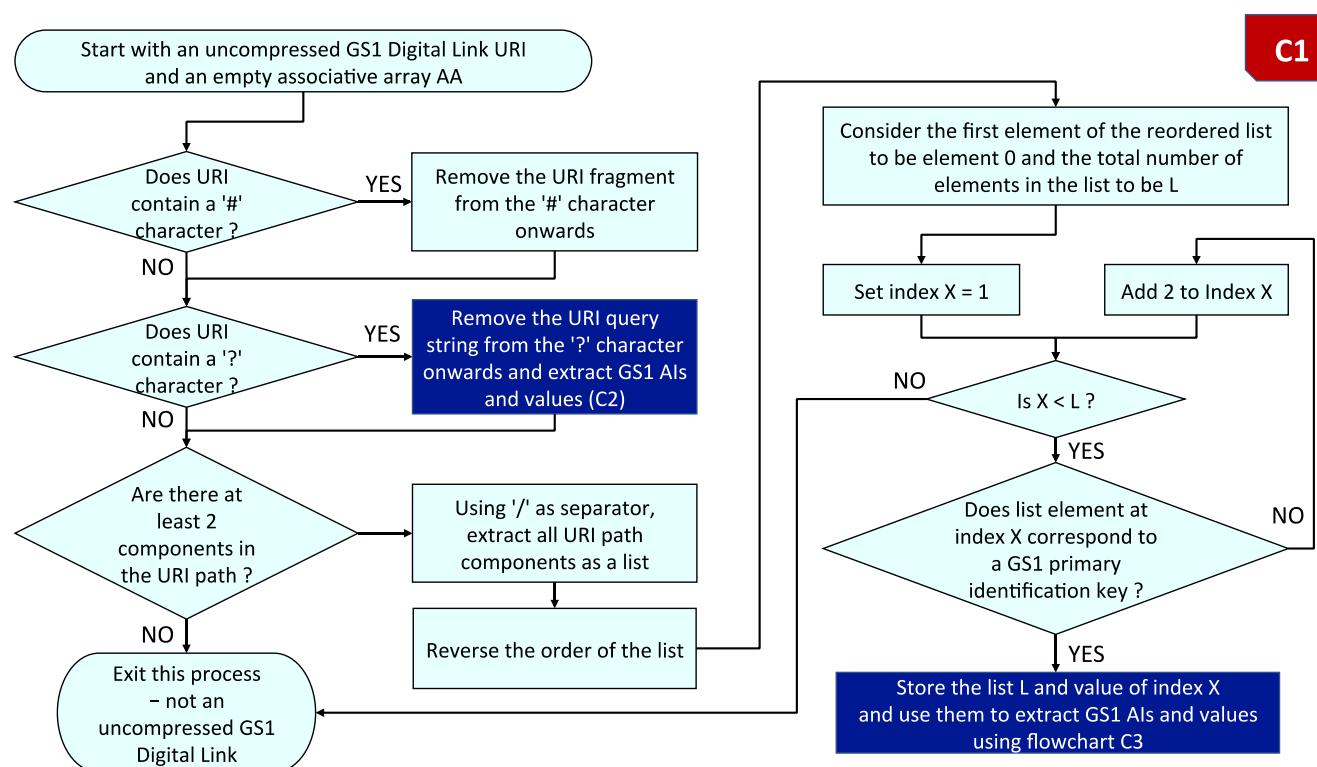 Start with an uncompressed GS1 Digital Link URI
and an empty associative array AA
Does URI
contain a '#'
character ?
YES
Remove the URI fragment
from the '#' character
onwards
NO
Does URI
contain a '?'
character ?
YES
Remove the URI query
string from the '?' character
onwards and extract GS1 AIs
and values (C2)
NO
Are there at
least 2
components in
the URI path ?
Using '/' as separator,
extract all URI path
components as a list
Reverse the order of the list
NO
Exit this process
– not an
uncompressed GS1
Digital Link
C1
Consider the first element of the reordered list
to be element 0 and the total number of
elements in the list to be L
Set index X = 1
Add 2 to Index X
NO
Is X < L ?
YES
Does list element at
index X correspond to
a GS1 primary
identification key ?
NO
YES
Store the list L and value of index X
and use them to extract GS1 AIs and values
using flowchart C3